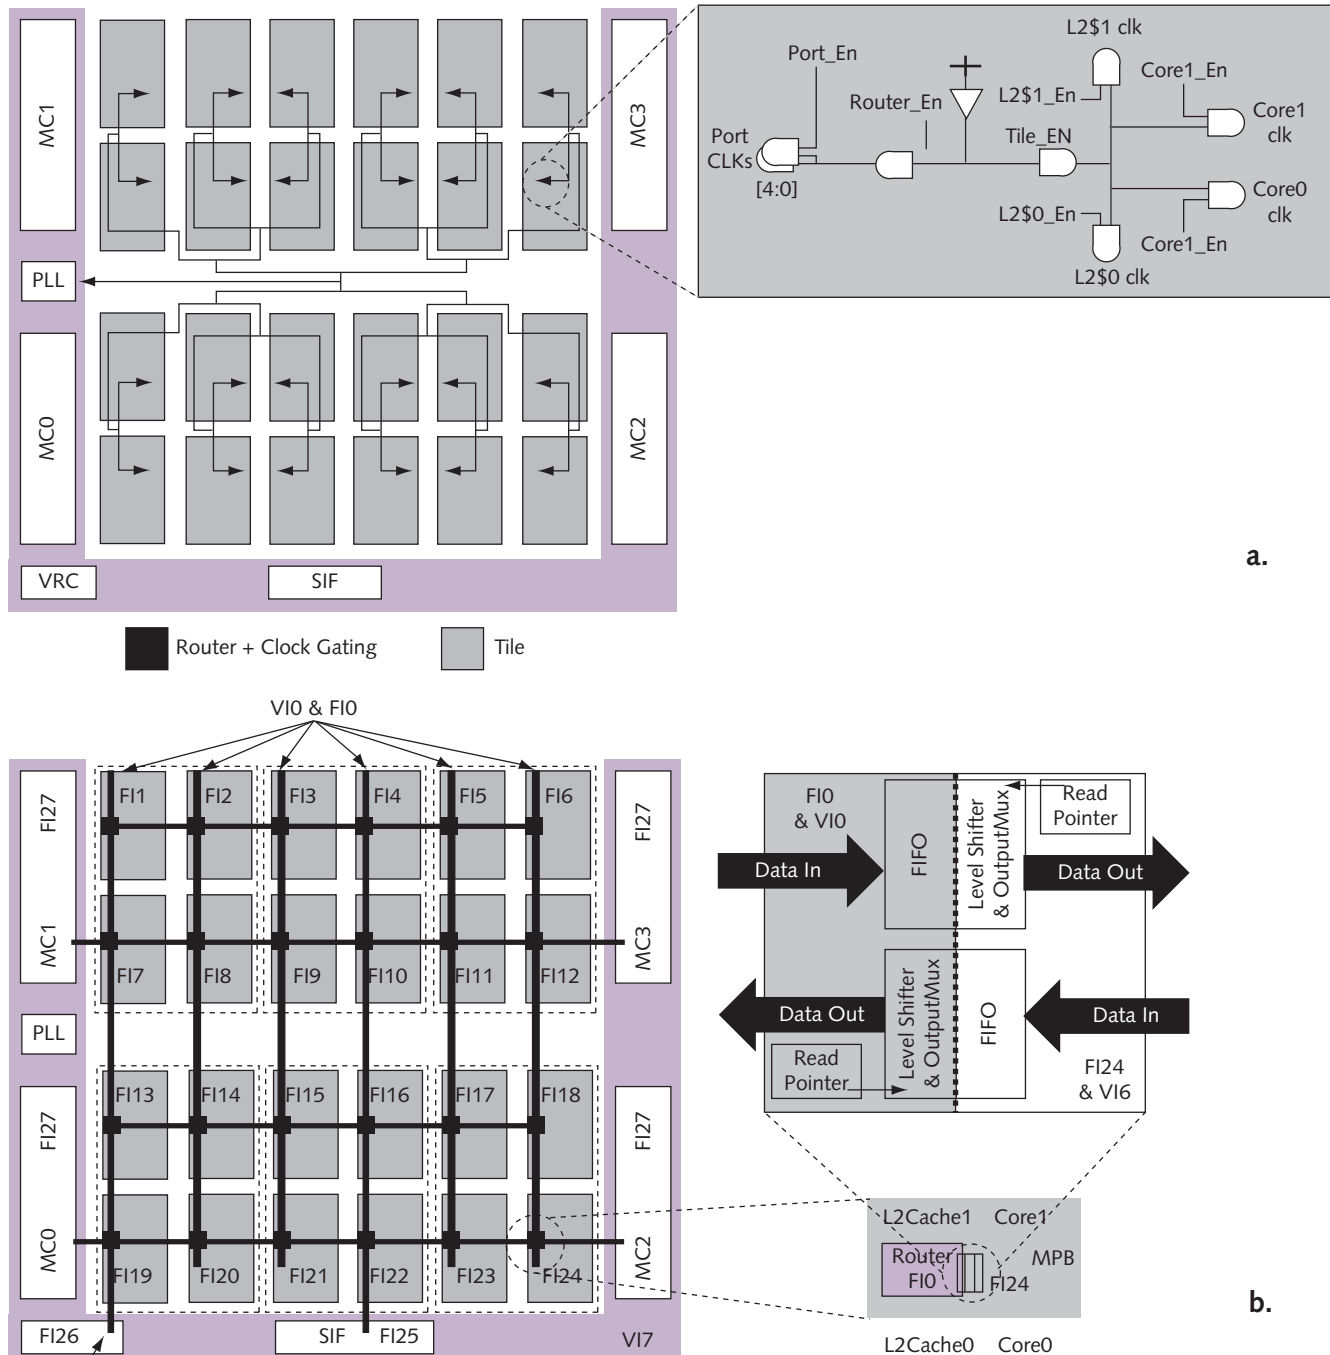 MC1
MC3
PLL
MC0
MC2
VRC
SIF
L2$1 clk
Port_En
Core1_En
Router_En
L2$1_En
Core1
clk
Port
CLKs
[4:0]
Tile_EN
Core0
clk
L2$0_En
Core1_En
L2$0 clk
a.
Router + Clock Gating
Tile
VI0 & FI0
FI27
MC1
FI1
FI2
FI3
FI4
FI5
FI6
FI27
MC3
FI7
FI8
FI9
FI10
FI11
FI12
PLL
FI27
MC0
FI13
FI14
FI15
FI16
FI17
FI18
FI27
MC2
FI19
FI20
FI21
FI22
FI23
FI24
FI26
SIF
FI25
VI7
FI0
& VI0
FIFO
Level Shifter
& OutputMux
Read
Pointer
Data In
Data Out
Data Out
Level Shifter
& OutputMux
FIFO
Data In
Read
Pointer
FI24
& VI6
L2Cache1
Core1
Router
FI0
MPB
FI24
L2Cache0
Core0
b.